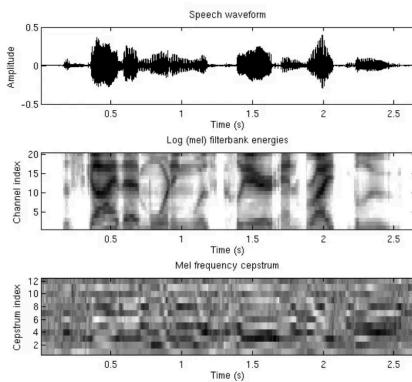 Speech waveform
0.5
0
-0.5
Amplitude
0.5 1 1.5 2 2.5
Time (s)
Log (mel) filterbank energies
20
15
10
5
Channel index
0.5 1 1.5 2 2.5
Time (s)
Mel frequency cepstrum
12
10
8
6
4
2
Cepstrum index
0.5 1 1.5 2 2.5
Time (s)